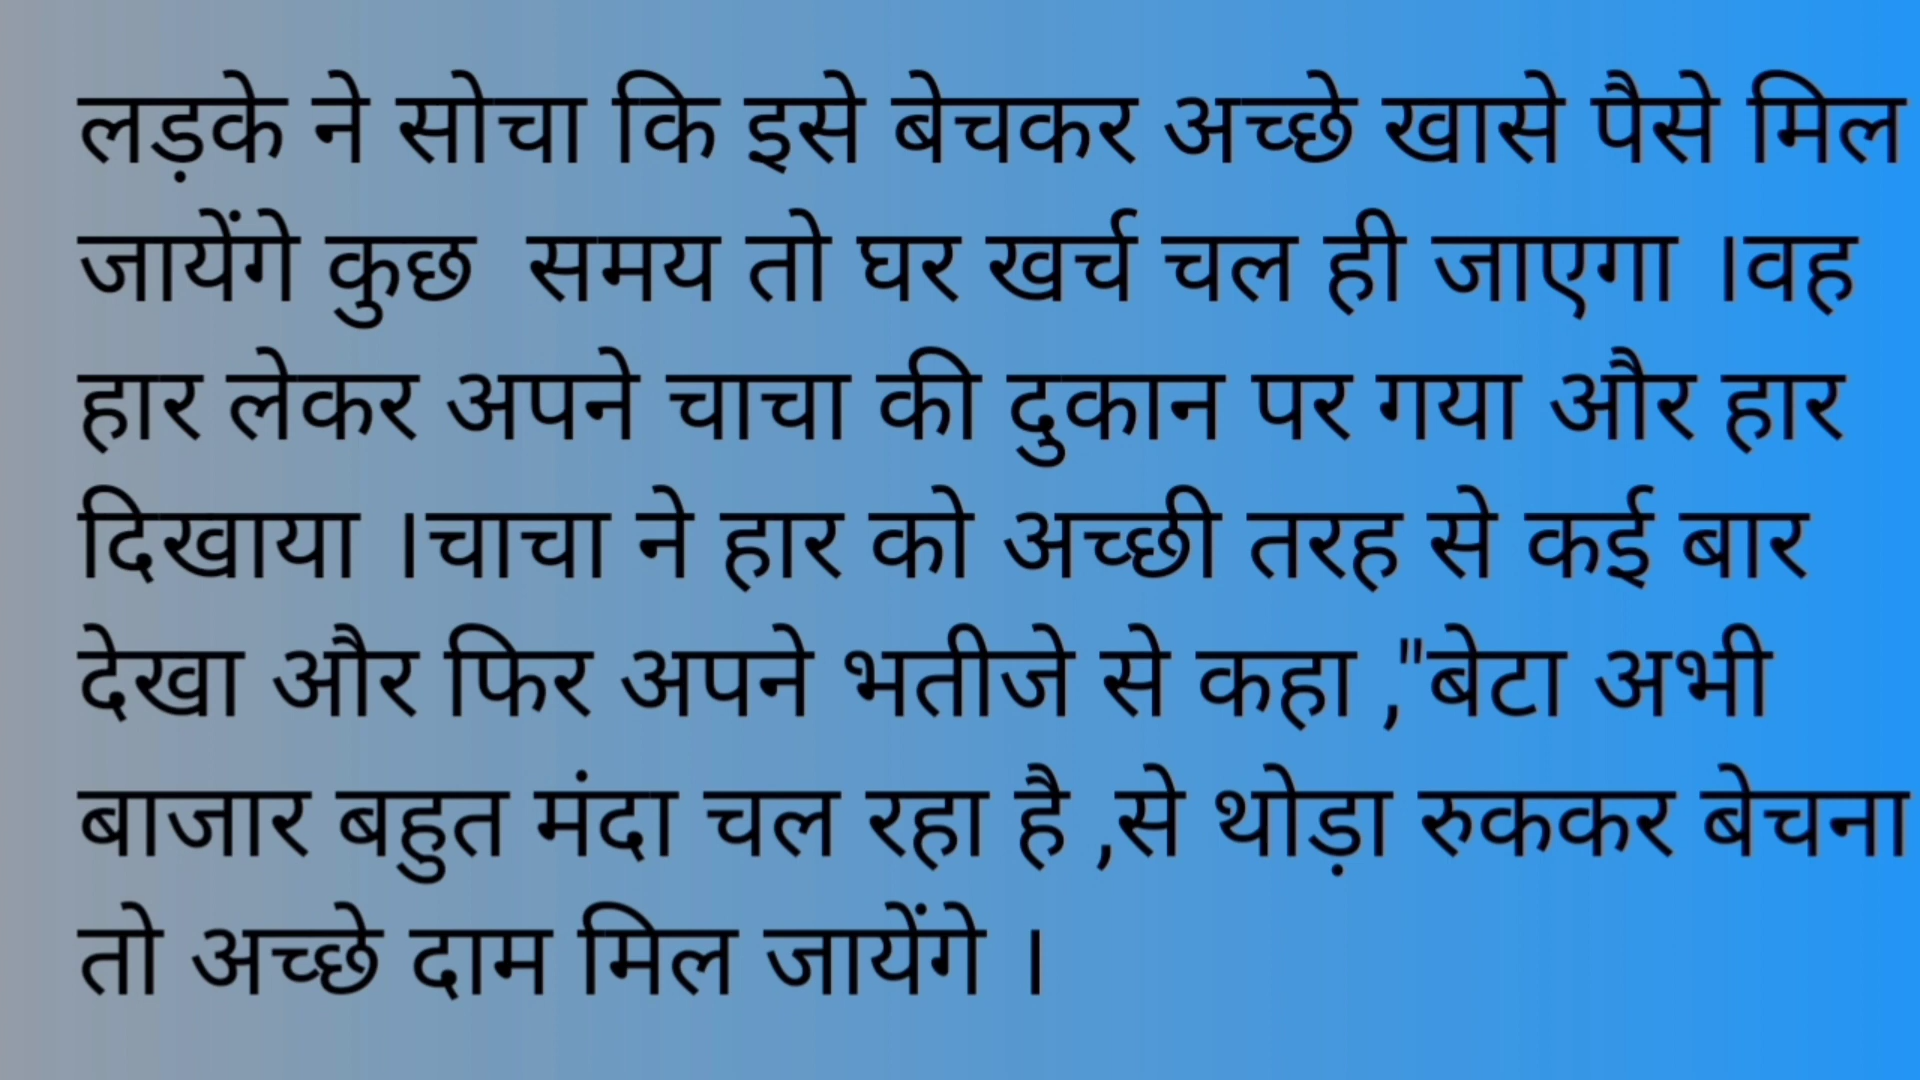 लड़के ने सोचा कि इसे बेचकर अच्छे खासे पैसे मिल
जायेंगे कुछ  समय तो घर खर्च चल ही जाएगा ।वह
हार लेकर अपने चाचा की दुकान पर गया और हार
दिखाया ।चाचा ने हार को अच्छी तरह से कई बार
देखा और फिर अपने भतीजे से कहा ,"बेटा अभी
बाजार बहुत मंदा चल रहा है ,से थोड़ा रुककर बेचना
तो अच्छे दाम मिल जायेंगे ।